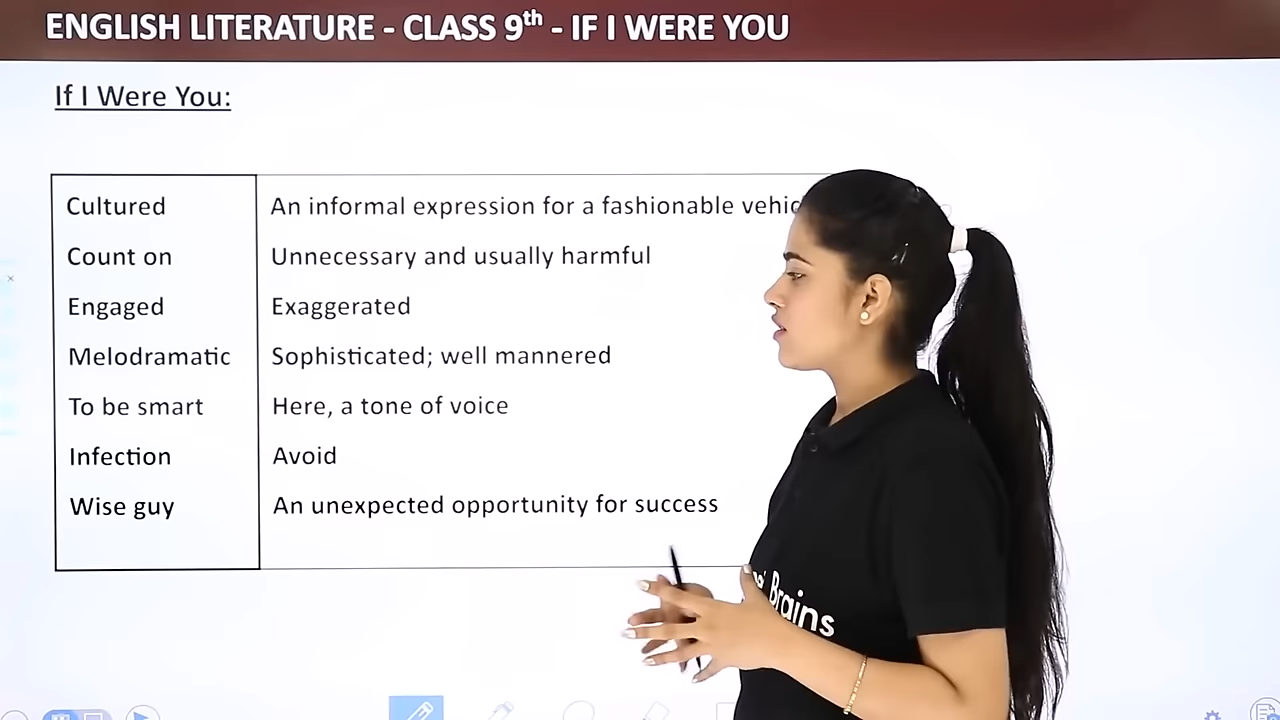 ENGLISH LITERATURE - CLASS 9th - IF I WERE YOU
If I Were You:
Cultured An informal expression for a fashionable
Count on Unnecessary and usually harmful
Engaged Exaggerated
Melodramatic Sophisticated; well mannered
To be smart Here, a tone of voice
Infection Avoid
Wise guy An unexpected opportunity for success
Brains